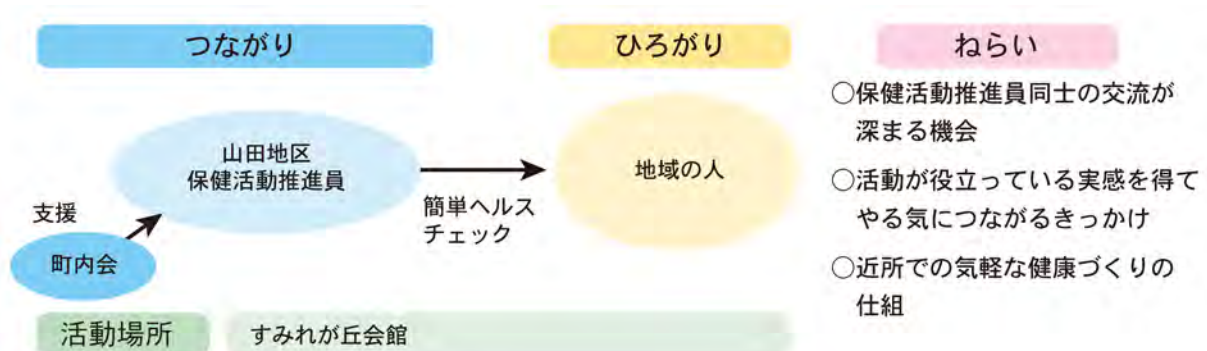 つながり
ひろがり
ねらい
山田地区
保健活動推進員
支援
町内会
簡単ヘルス
チェック
地域の人
○保健活動推進員同士の交流が
深まる機会
○活動が役立っている実感を得て
やる気につながるきっかけ
○近所での気軽な健康づくりの
仕組
活動場所
すみれが丘会館